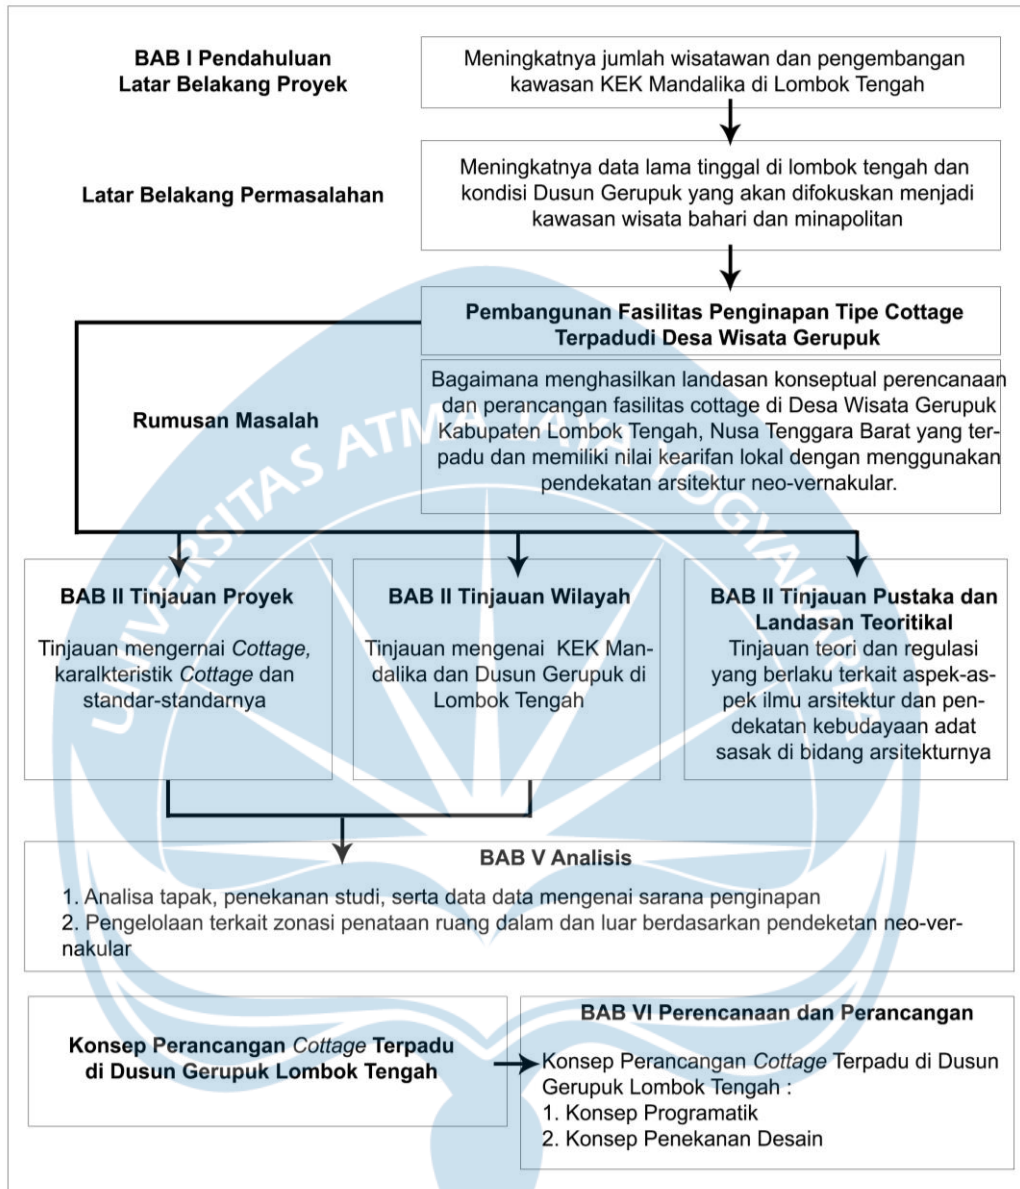 BAB I Pendahuluan
Latar Belakang Proyek
Meningkatnya jumlah wisatawan dan pengembangan
kawasan KEK Mandalika di Lombok Tengah
Latar Belakang Permasalahan
Meningkatnya data lama tinggal di lombok tengah dan
kondisi Dusun Gerupuk yang akan difokuskan menjadi
kawasan wisata bahari dan minapolitan
Pembangunan Fasilitas Penginapan Tipe Cottage
Terpadudi Desa Wisata Gerupuk
Rumusan Masalah
Bagaimana menghasilkan landasan konseptual perencanaan
dan perancangan fasilitas cottage di Desa Wisata Gerupuk
Kabupaten Lombok Tengah, Nusa Tenggara Barat yang ter-
padu dan memiliki nilai kearifan lokal dengan menggunakan
pendekatan arsitektur neo-vernakular.
UNIVERSITAS ATMA JAYA YOGYAKARTA
BAB II Tinjauan Proyek
Tinjauan mengernai Cottage,
karalkteristik Cottage dan
standar-standarnya
BAB II Tinjauan Wilayah
Tinjauan mengenai KEK Man-
dalika dan Dusun Gerupuk di
Lombok Tengah
BAB II Tinjauan Pustaka dan
Landasan Teoritikal
Tinjauan teori dan regulasi
yang berlaku terkait aspek-as-
pek ilmu arsitektur dan pen-
dekatan kebudayaan adat
sasak di bidang arsitekturnya
BAB V Analisis
1. Analisa tapak, penekanan studi, serta data data mengenai sarana penginapan
2. Pengelolaan terkait zonasi penataan ruang dalam dan luar berdasarkan pendeketan neo-ver-
nakular
Konsep Perancangan Cottage Terpadu
di Dusun Gerupuk Lombok Tengah
BAB VI Perencanaan dan Perancangan
Konsep Perancangan Cottage Terpadu di Dusun
Gerupuk Lombok Tengah :
1. Konsep Programatik
2. Konsep Penekanan Desain